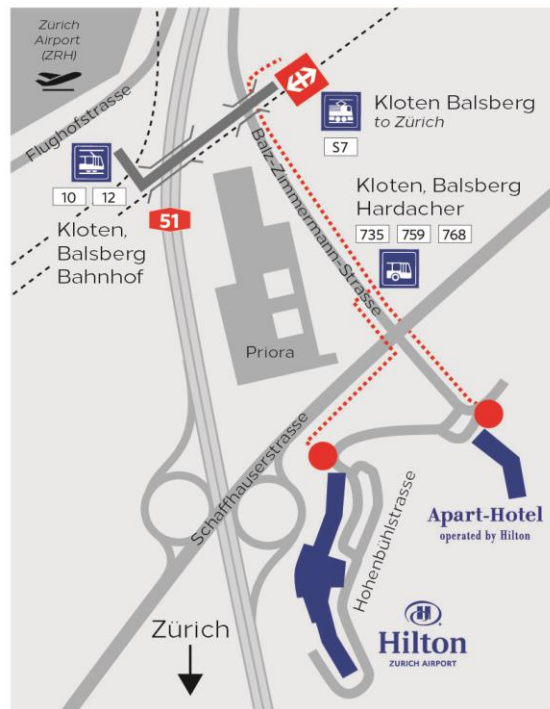 Zürich
Airport
(ZRH)
Flughofstrasse
10 12
Kloten,
Balsberg
Bahnhof
51
Kloten Balsberg
to Zürich
S7
Kloten, Balsberg
Hardacher
735 759 768
Balz-Zimmermann-Strasse
Priora
Schaffhauserstrasse
Hohenbühlstrasse
Apart-Hotel
operated by Hilton
Zürich
H
Hilton
ZURICH AIRPORT